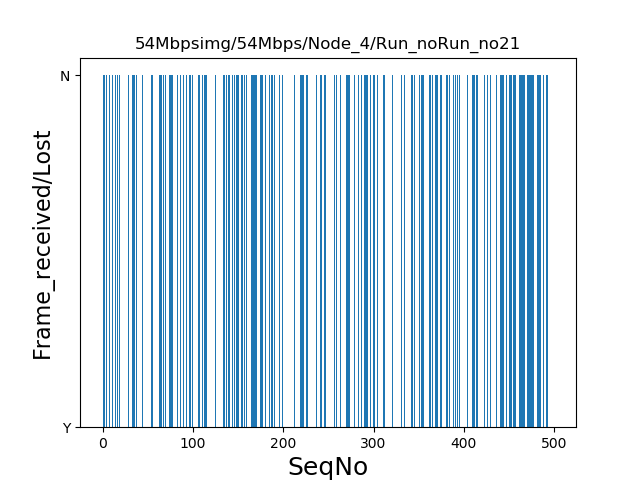 54Mbpsimg/54Mbps/Node_4/Run_noRun_no21
N
Frame_received/Lost
Y
0 100 200 300 400 500
SeqNo